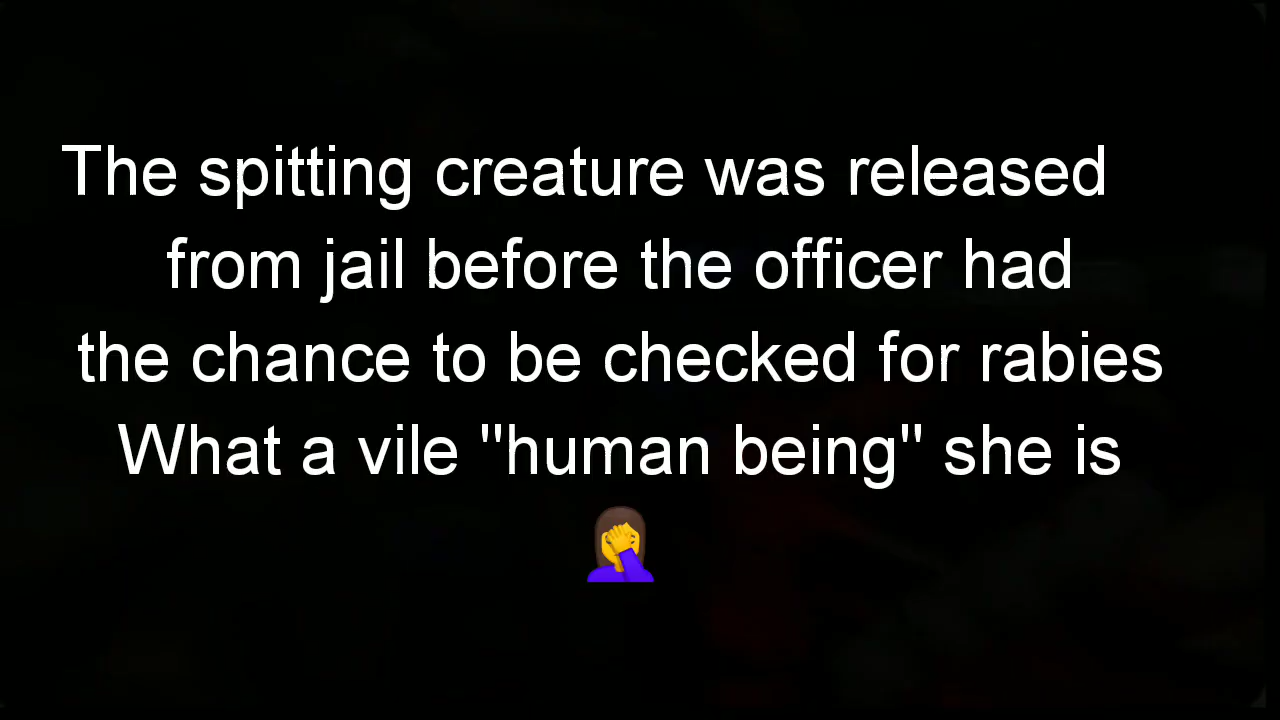 The spitting creature was released
from jail before the officer had
the chance to be checked for rabies
What a vile "human being" she is
🤦‍♀️